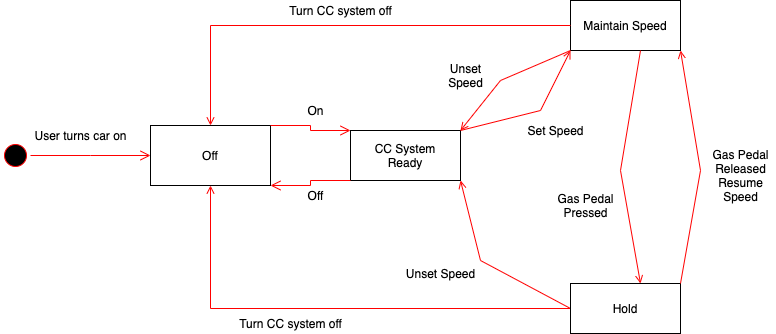 Turn CC system off
Maintain Speed
Unset
Speed
On
Set Speed
User turns car on
Off
CC System
Ready
Gas Pedal
Released
Resume
Speed
Off
Gas Pedal
Pressed
Unset Speed
Hold
Turn CC system off